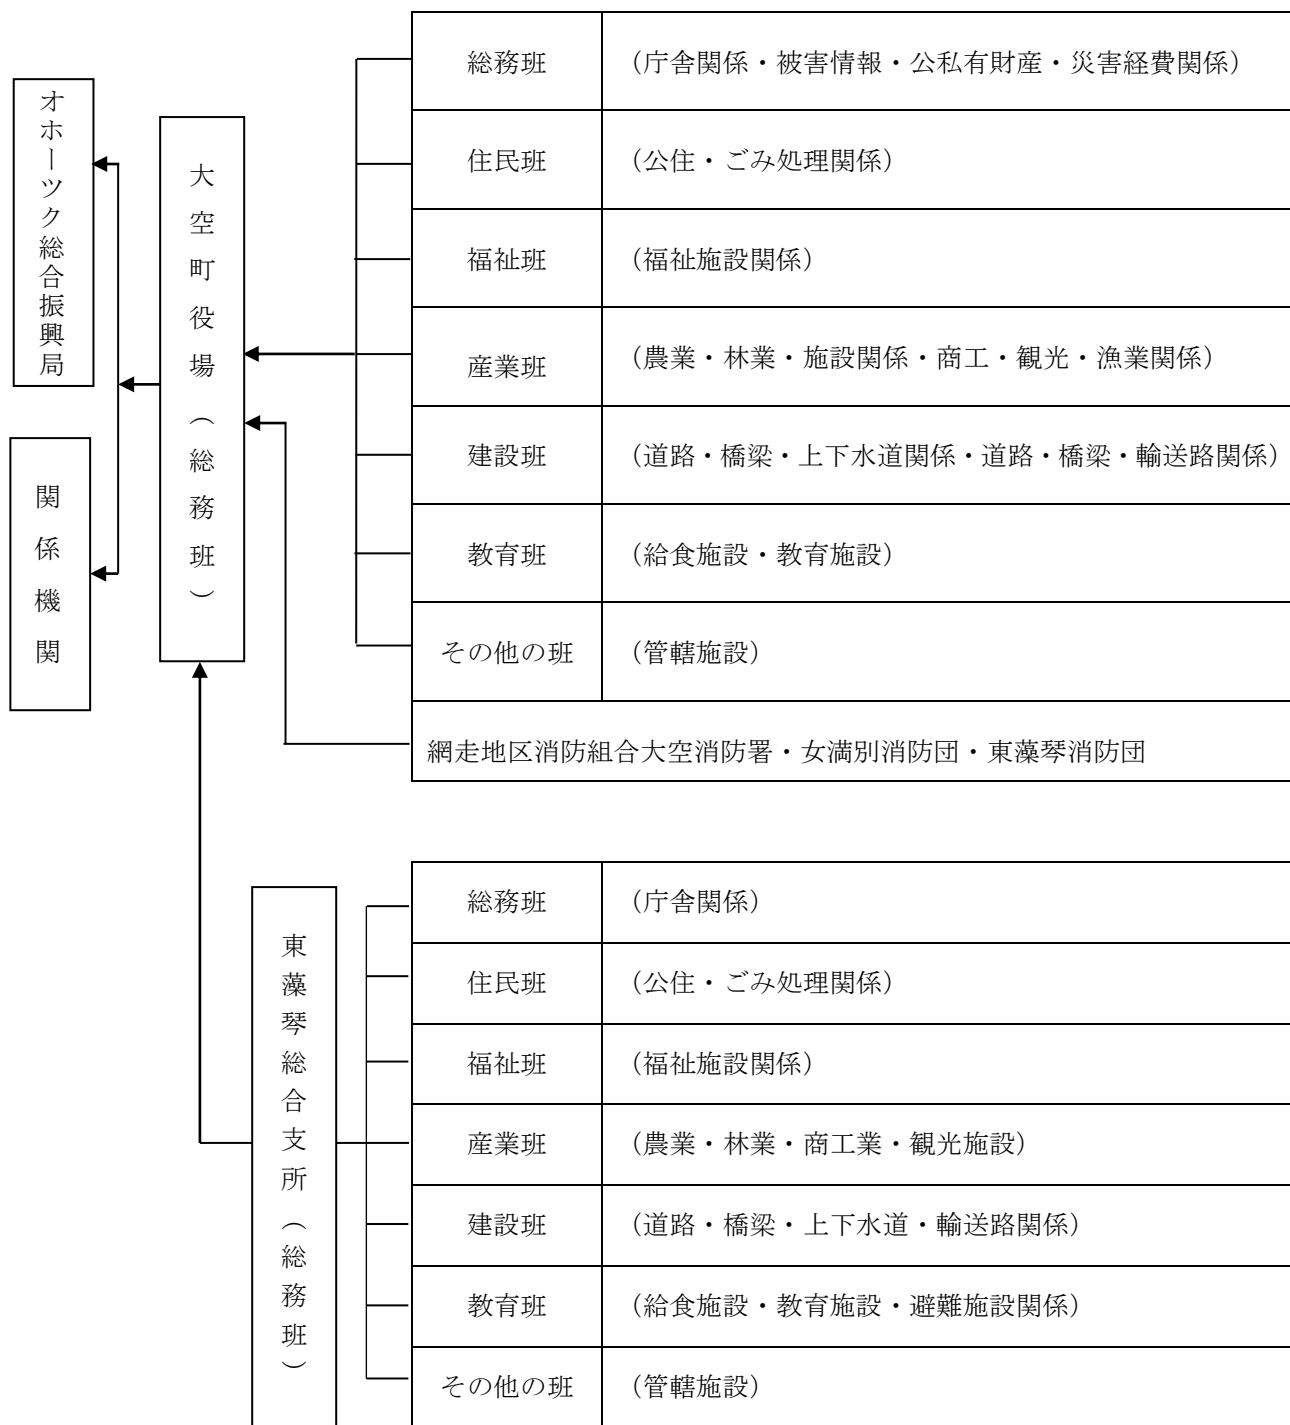 オホーツク総合振興局
関係機関
大空町役場（総務班）
総務班 （庁舎関係・被害情報・公私有財産・災害経費関係）
住民班 （公住・ごみ処理関係）
福祉班 （福祉施設関係）
産業班 （農業・林業・施設関係・商工・観光・漁業関係）
建設班 （道路・橋梁・上下水道関係・道路・橋梁・輸送路関係）
教育班 （給食施設・教育施設）
その他の班 （管轄施設）
網走地区消防組合大空消防署・女満別消防団・東藻琴消防団
東藻琴総合支所（総務班）
総務班 （庁舎関係）
住民班 （公住・ごみ処理関係）
福祉班 （福祉施設関係）
産業班 （農業・林業・商工業・観光施設）
建設班 （道路・橋梁・上下水道・輸送路関係）
教育班 （給食施設・教育施設・避難施設関係）
その他の班 （管轄施設）